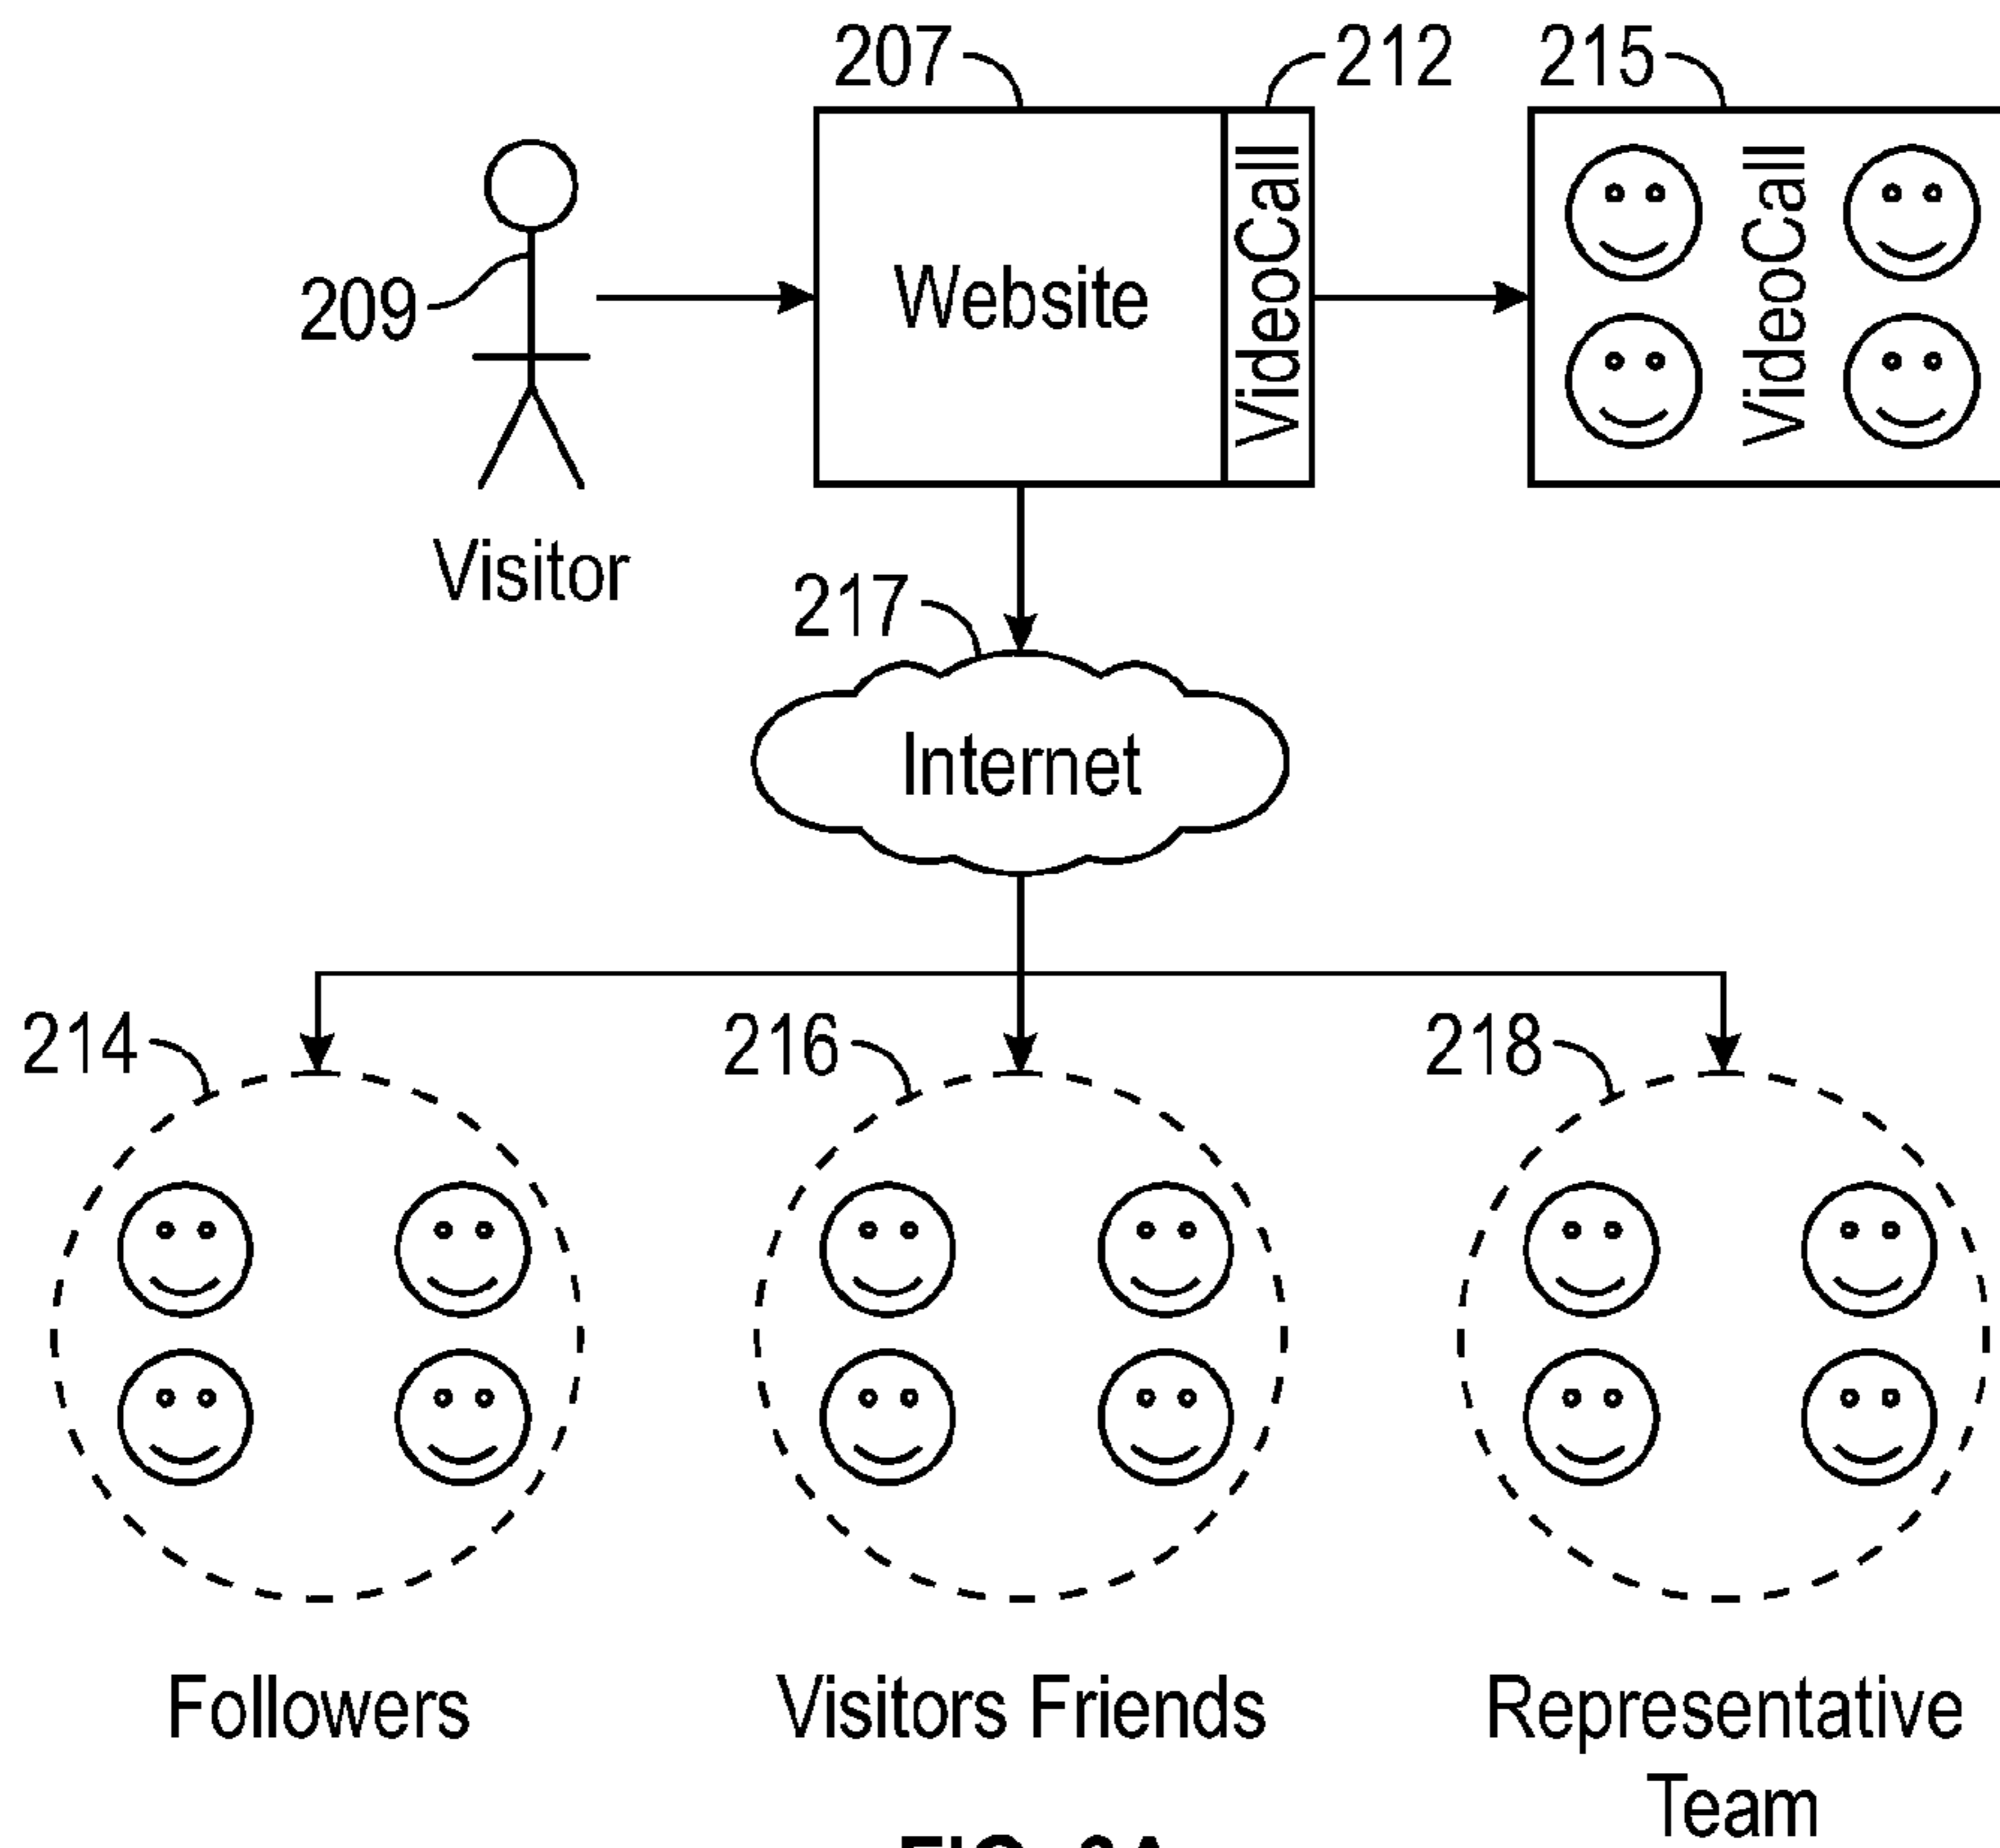 207
212
215
209
Website
VideoCall
VideoCall
Visitor
217
Internet
214
216
218
Followers
Visitors Friends
Representative
Team